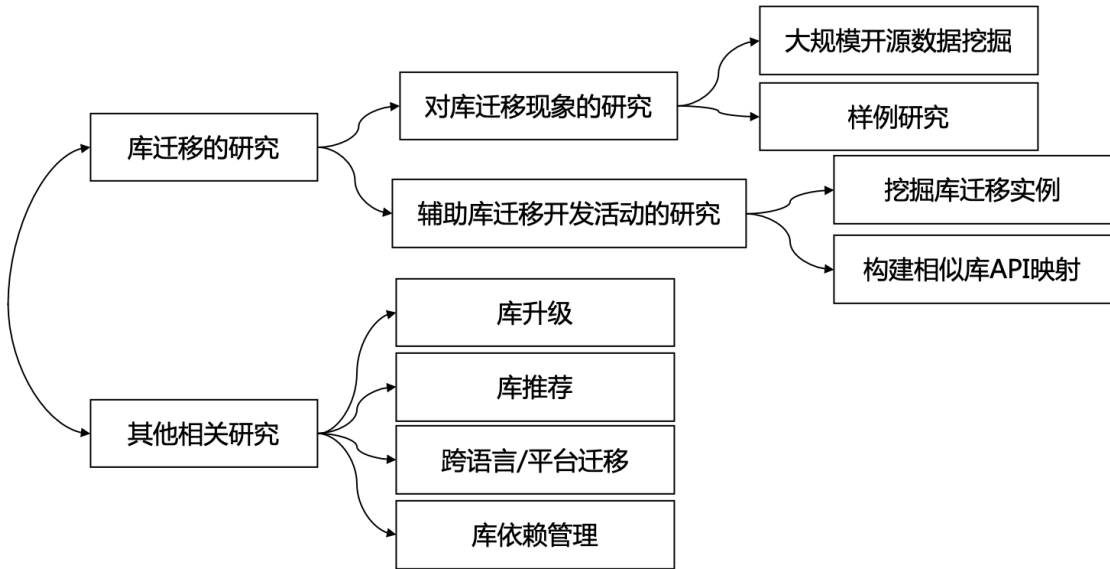 大规模开源数据挖掘
对库迁移现象的研究
样例研究
库迁移的研究
挖掘库迁移实例
辅助库迁移开发活动的研究
构建相似库API映射
库升级
库推荐
其他相关研究
跨语言/平台迁移
库依赖管理